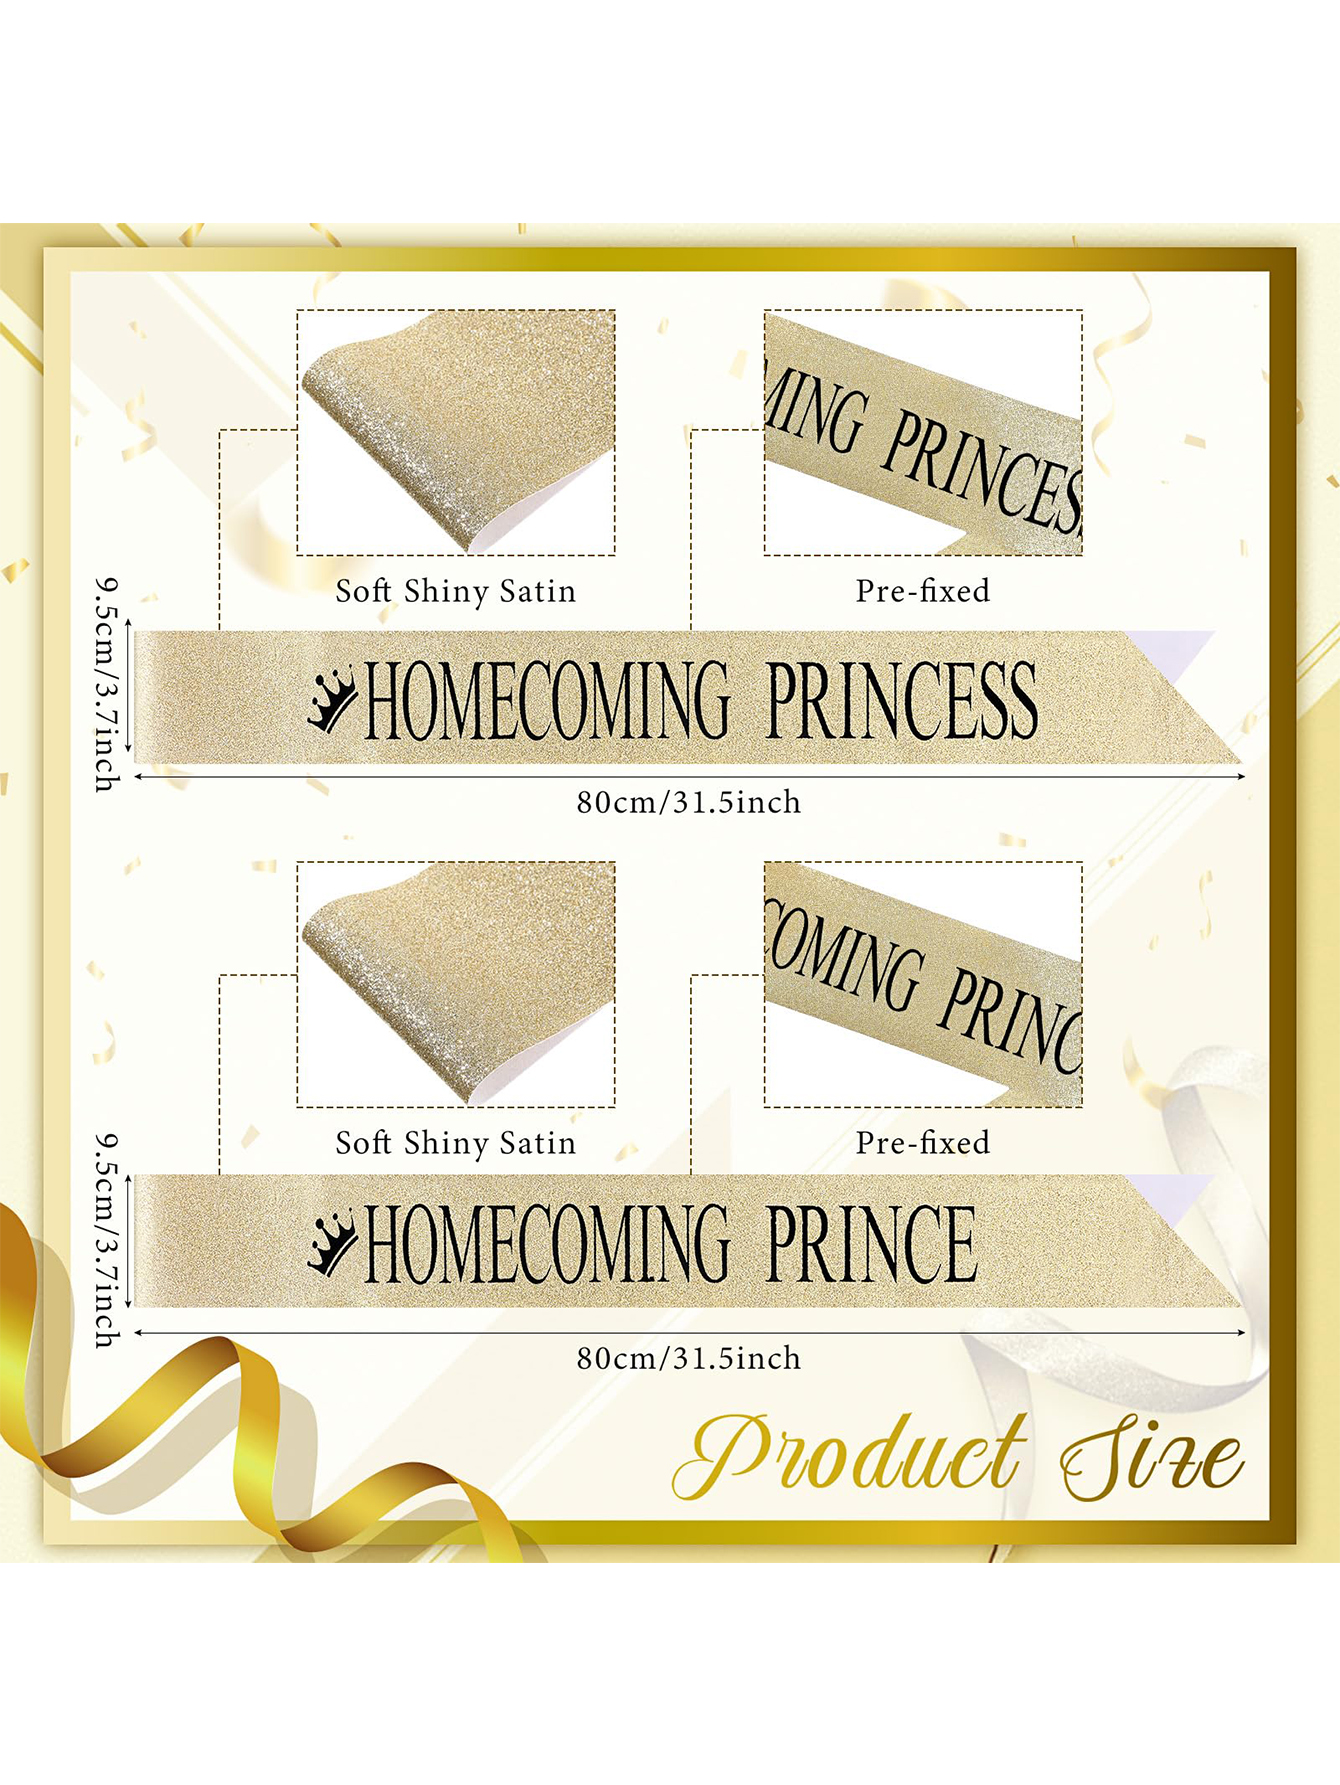 MING PRINCES
Soft Shiny Satin
Pre-fixed
9.5cm/3.7inch
HOMECOMING PRINCESS
80cm/31.5inch
COMING PRINC
Soft Shiny Satin
Pre-fixed
9.5cm/3.7inch
HOMECOMING PRINCE
80cm/31.5inch
Product Size